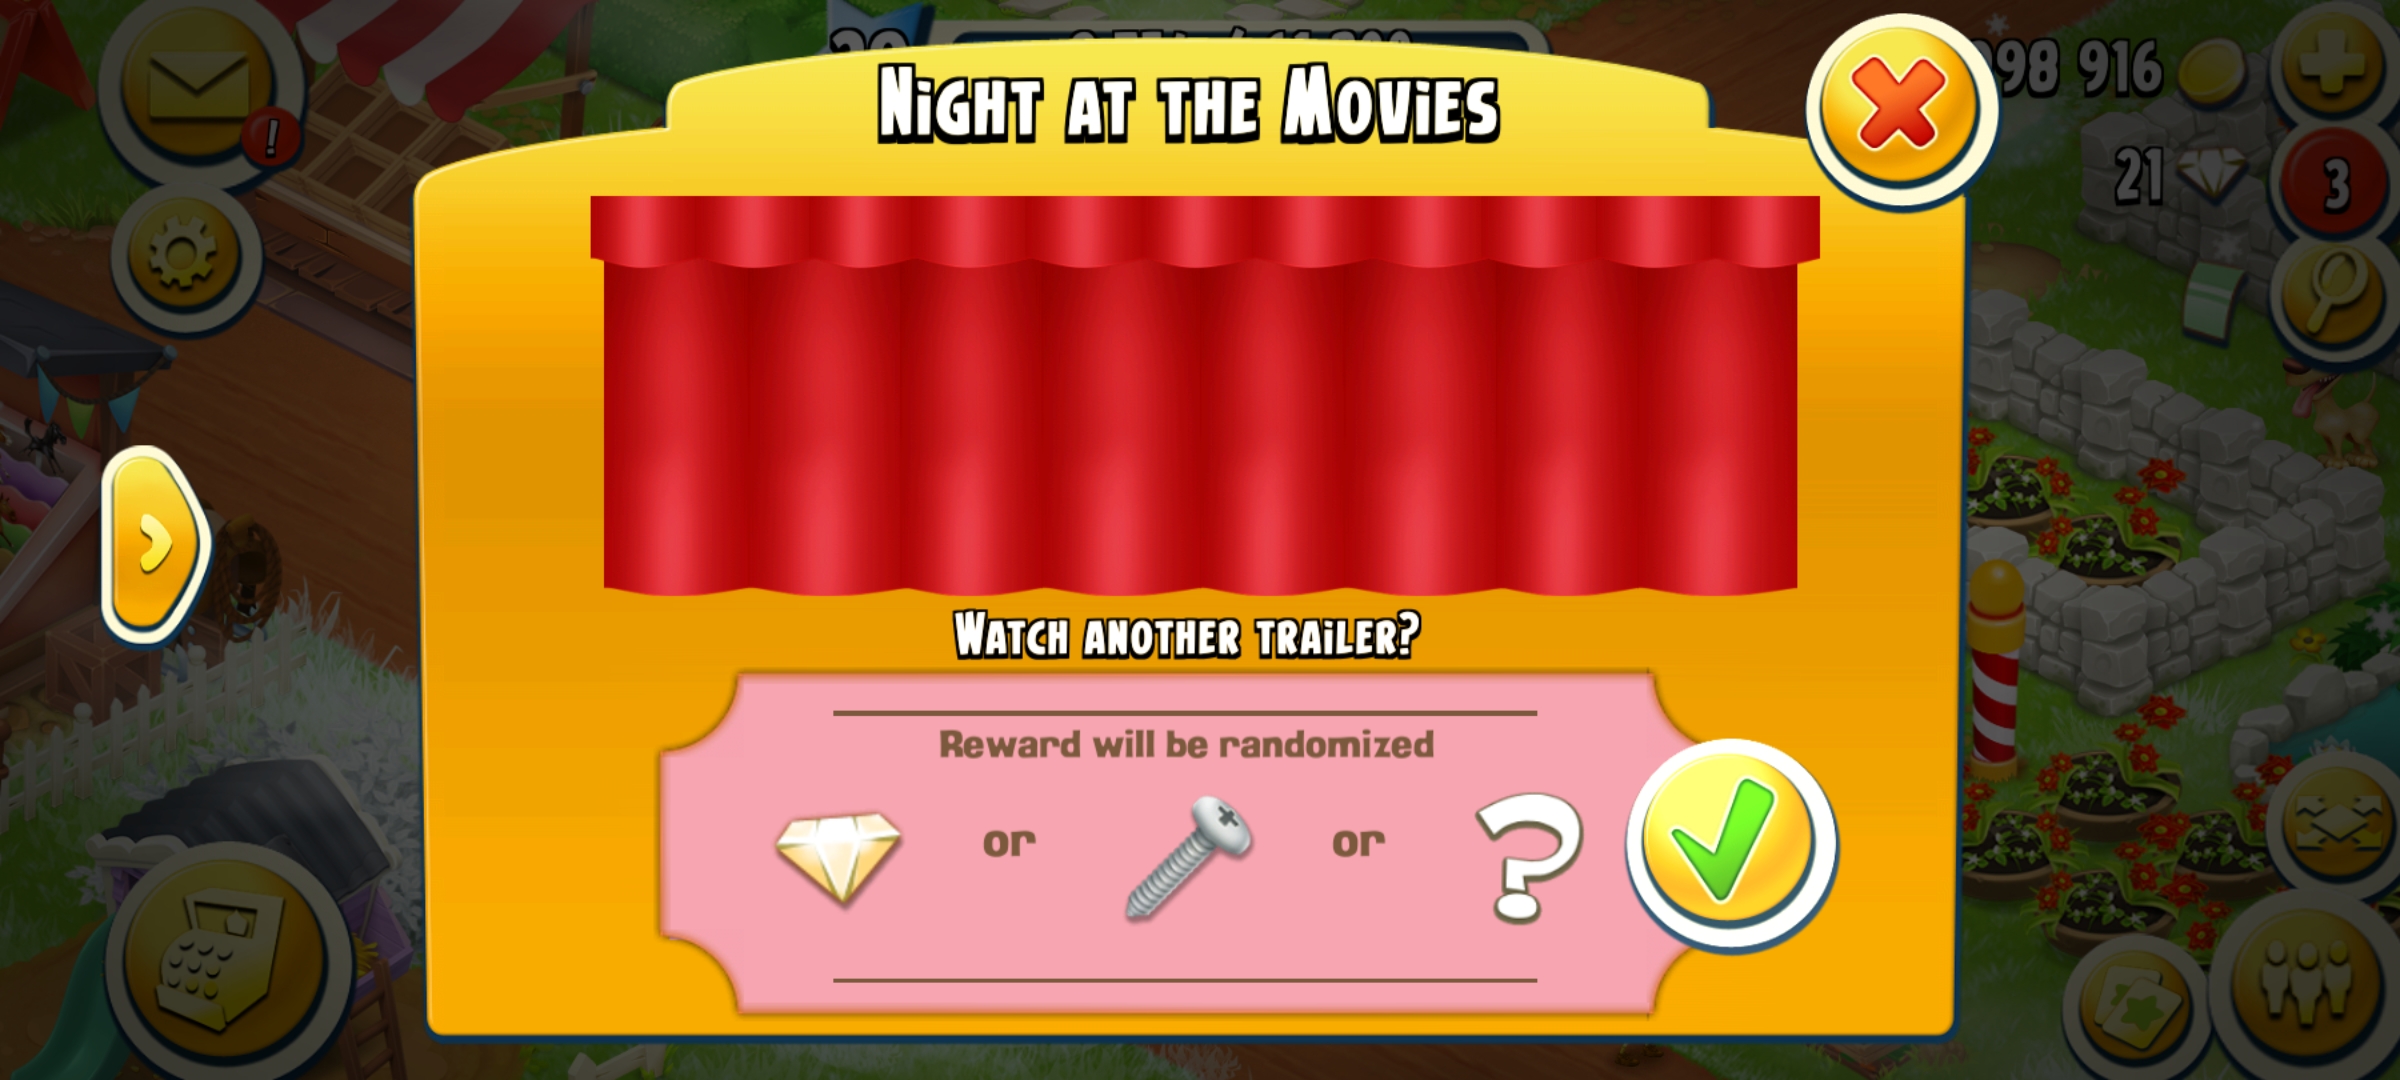 Night at the Movies
98 916
!
21
3
Watch another trailer?
Reward will be randomized
or
or
?